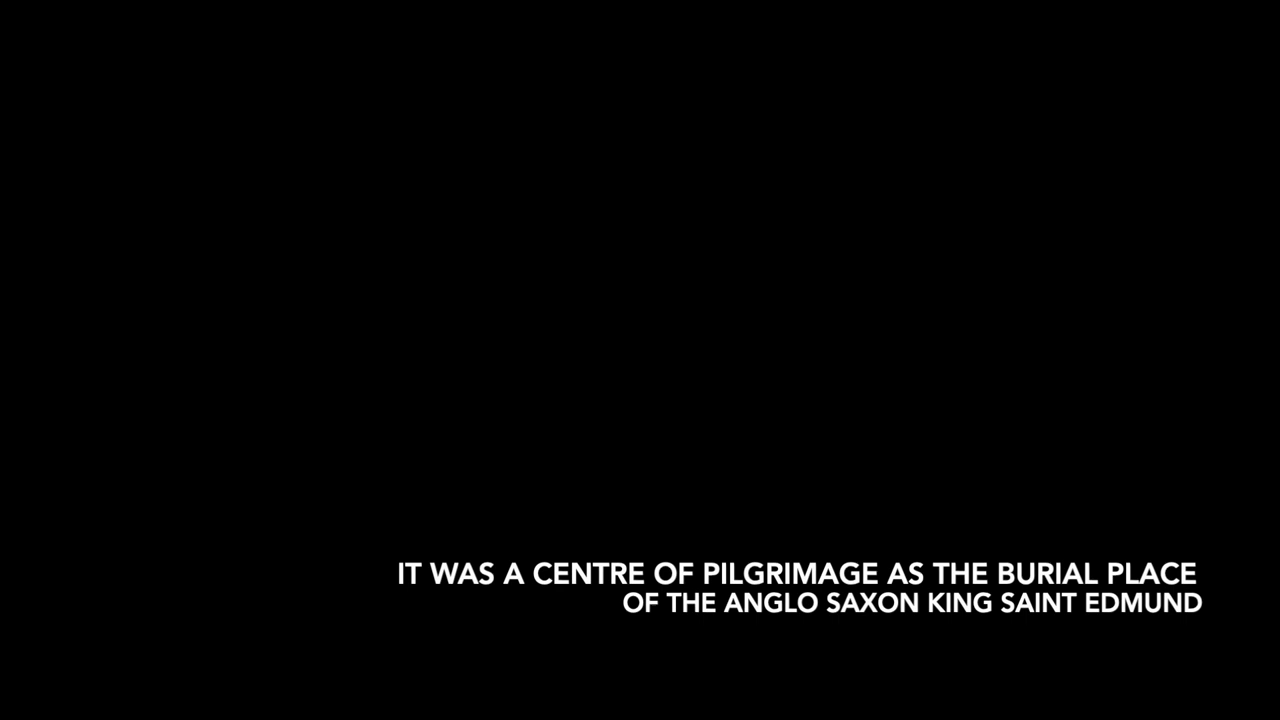 IT WAS A CENTRE OF PILGRIMAGE AS THE BURIAL PLACE
OF THE ANGLO SAXON KING SAINT EDMUND